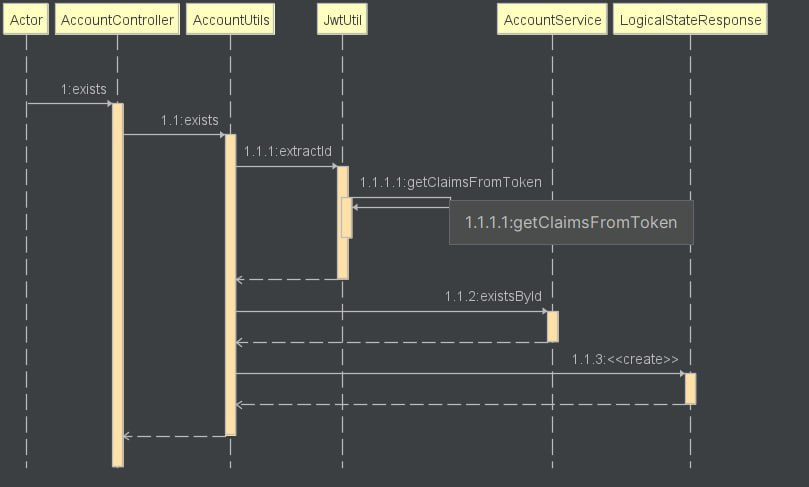 Actor
AccountController
AccountUtils
JwtUtil
AccountService
LogicalStateResponse
1:exists
1.1:exists
1.1.1:extractId
1.1.1.1:getClaimsFromToken
1.1.1.1:getClaimsFromToken
1.1.2:existsById
1.1.3:<<create>>